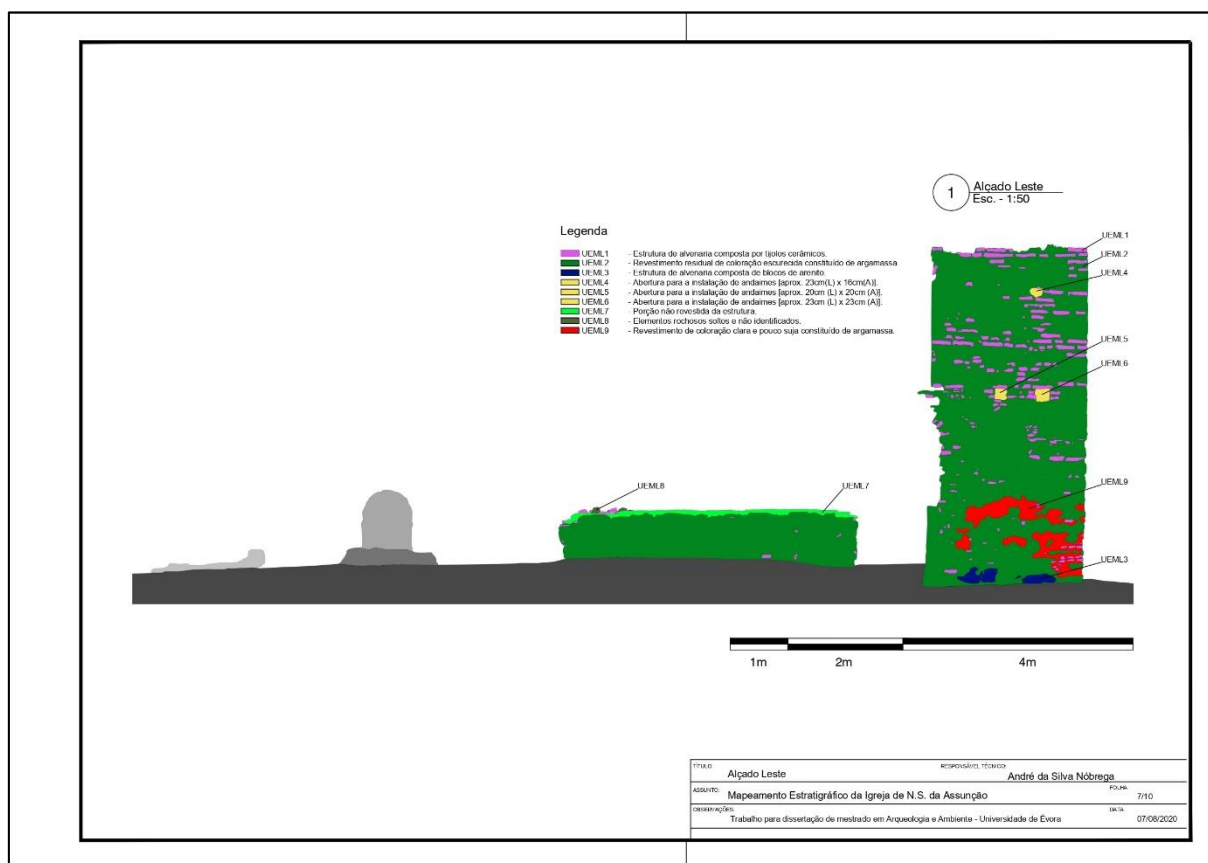 1
Alçado Leste
Esc. - 1:50
Legenda
UEML1 - Estrutura de alvenaria composta por tijolos cerâmicos.
UEML2 - Revestimento residual de coloração escurecida constituído de argamassa
UEML3 - Estrutura de alvenaria composta de blocos de arenito.
UEML4 - Abertura para a instalação de andaimes [aprox. 23cm(L) x 16cm(A)].
UEML5 - Abertura para a instalação de andaimes [aprox. 20cm (L) x 20cm (A)].
UEML6 - Abertura para a instalação de andaimes [aprox. 23cm (L) x 23cm (A)].
UEML7 - Porção não revestida da estrutura.
UEML8 - Elementos rochosos soltos e não identificados.
UEML9 - Revestimento de coloração clara e pouco suja constituído de argamassa.
UEML1
UEML2
UEML4
UEML5
UEML6
UEML8
UEML7
UEML9
UEML3
1m 2m 4m
TÍTULO: Alçado Leste RESPONSÁVEL TÉCNICO: André da Silva Nóbrega
ASSUNTO: Mapeamento Estratigráfico da Igreja de N.S. da Assunção FOLHA: 7/10
OBSERVAÇÕES: Trabalho para dissertação de mestrado em Arqueologia e Ambiente - Universidade de Évora DATA: 07/08/2020